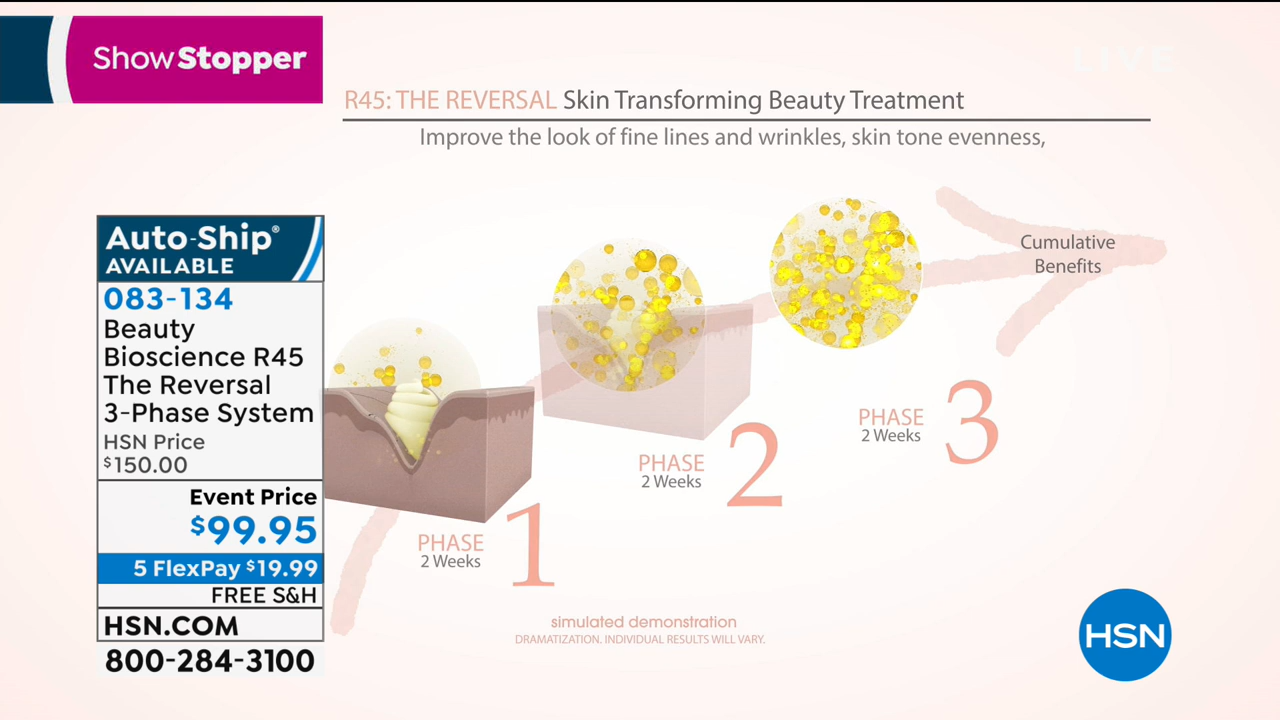 ShowStopper
LIVE
R45: THE REVERSAL Skin Transforming Beauty Treatment
Improve the look of fine lines and wrinkles, skin tone evenness,
Auto-Ship®
AVAILABLE
083-134
Beauty
Bioscience R45
The Reversal
3-Phase System
HSN Price
$150.00
Event Price
$99.95
5 FlexPay $19.99
FREE S&H
HSN.COM
800-284-3100
Cumulative
Benefits
PHASE 1
2 Weeks
PHASE 2
2 Weeks
PHASE 3
2 Weeks
simulated demonstration
DRAMATIZATION. INDIVIDUAL RESULTS WILL VARY.
HSN